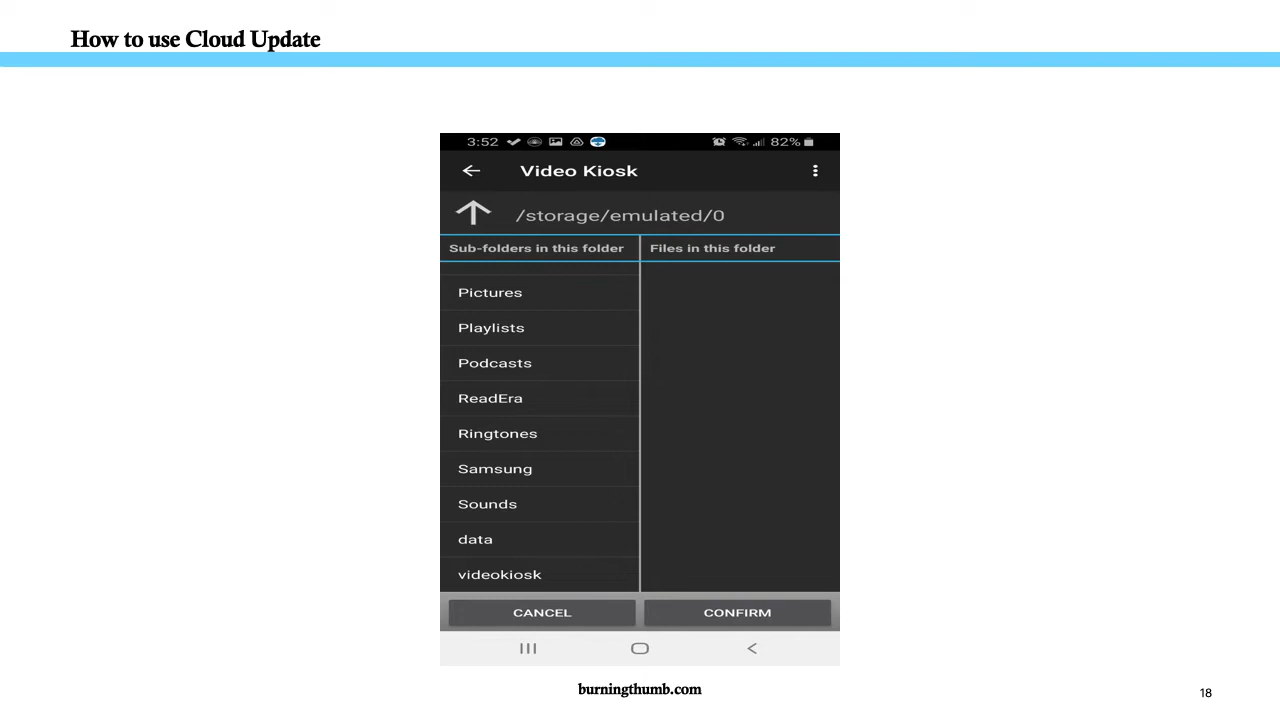 How to use Cloud Update
3:52 82%
Video Kiosk
/storage/emulated/0
Sub-folders in this folder Files in this folder
Pictures
Playlists
Podcasts
ReadEra
Ringtones
Samsung
Sounds
data
videokiosk
CANCEL CONFIRM
burningthumb.com
18